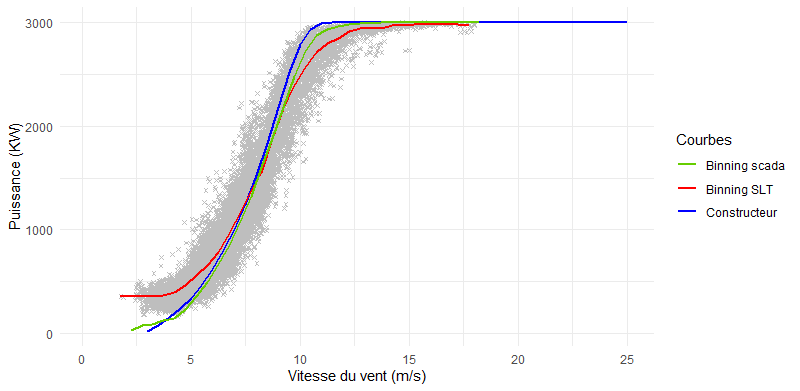 3000
2000
1000
0
Puissance (KW)
0 5 10 15 20 25
Vitesse du vent (m/s)
Courbes
Binning scada
Binning SLT
Constructeur